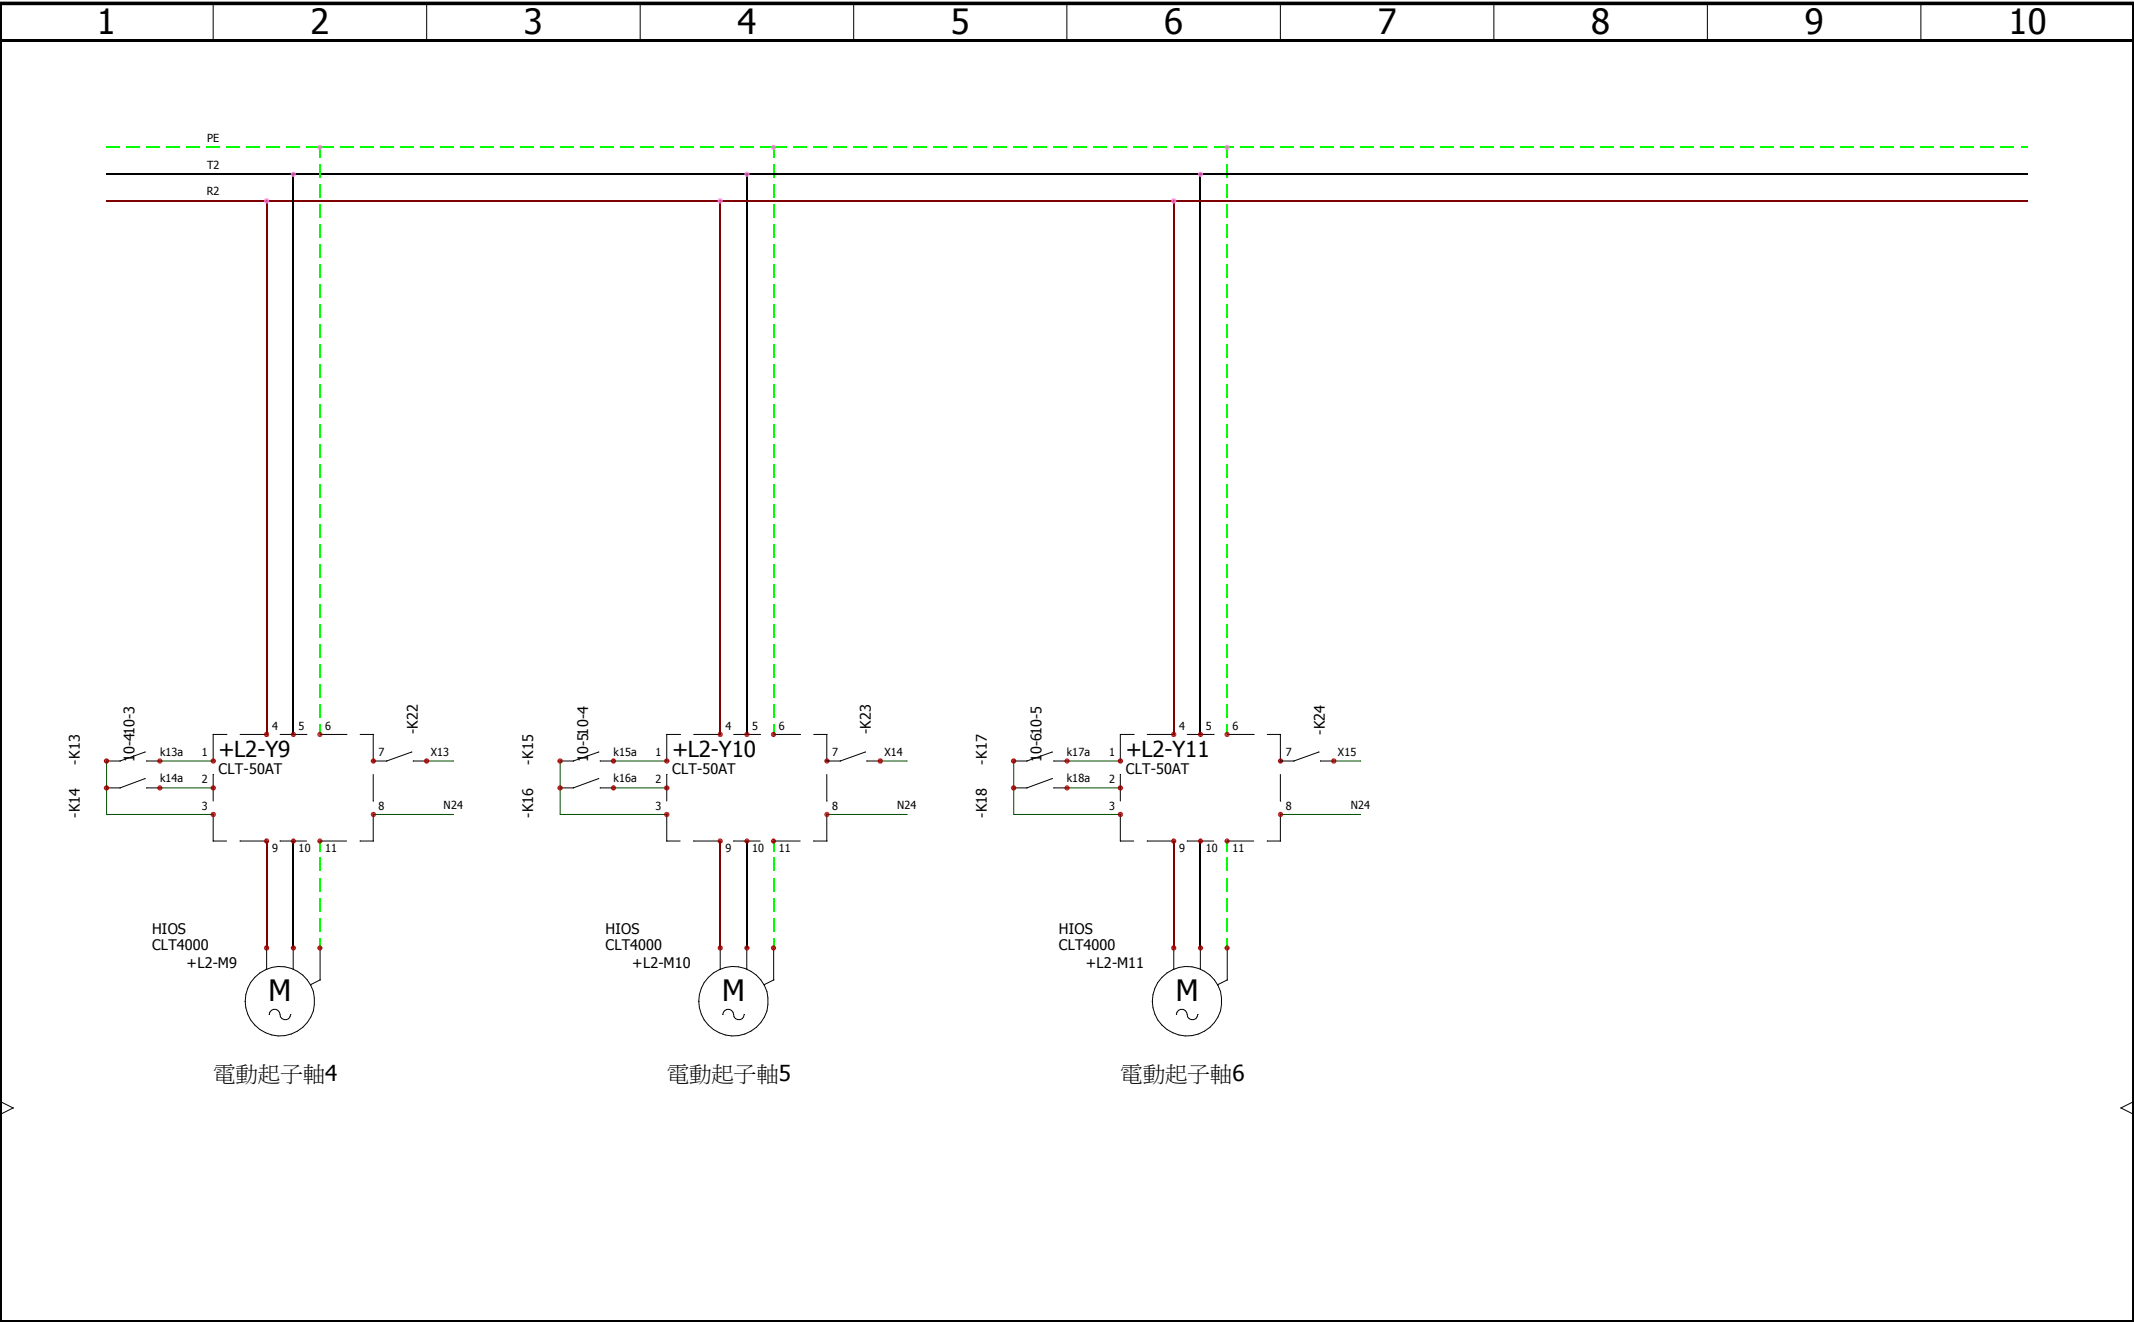 1 2 3 4 5 6 7 8 9 10
PE
T2
R2
-K13
-K14
10-3
10-4
k13a
k14a
1
2
3
4 5 6
+L2-Y9
CLT-50AT
7
8
-K22
X13
N24
9 10 11
HIOS
CLT4000
+L2-M9
M
電動起子軸4
-K15
-K16
10-4
10-5
k15a
k16a
1
2
3
4 5 6
+L2-Y10
CLT-50AT
7
8
-K23
X14
N24
9 10 11
HIOS
CLT4000
+L2-M10
M
電動起子軸5
-K17
-K18
10-5
10-6
k17a
k18a
1
2
3
4 5 6
+L2-Y11
CLT-50AT
7
8
-K24
X15
N24
9 10 11
HIOS
CLT4000
+L2-M11
M
電動起子軸6